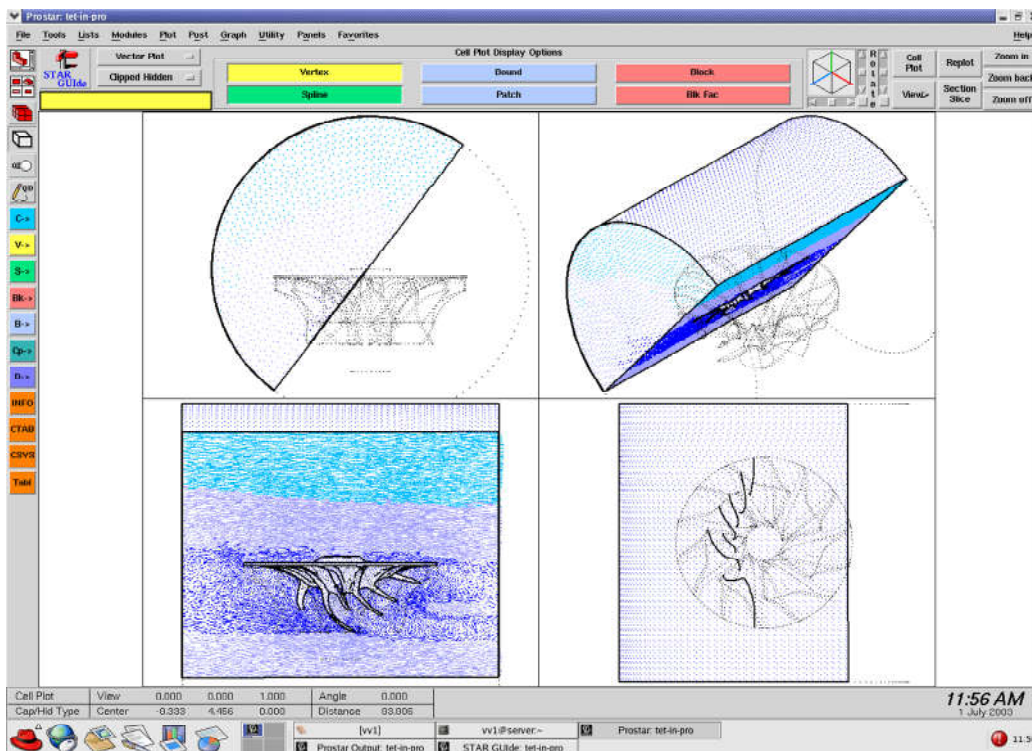 Prostar: tet-in-pro
File Tools Lists Modules Plot Post Graph Utility Panels Favorites Help
STAR GUIde
Vector Plot
Clipped Hidden
Cell Plot Display Options
Vertex Bound Block
Spline Patch Blk Fac
Rotate
Cell Plot
View>
Replot
Section Slice
Zoom in
Zoom back
Zoom off
C->
V->
S->
Bk->
B->
Cp->
INFO
CTAB
CSYS
Tabl
Cell Plot View 0.000 0.000 1.000 Angle 0.000
Cap/Hid Type Center -0.333 4.456 0.000 Distance
11:56 AM
1 July 2003
[vv1] vv1@server:~ Prostar: tet-in-pro
Prostar Output: tet-in-pro STAR GUIde: tet-in-pro